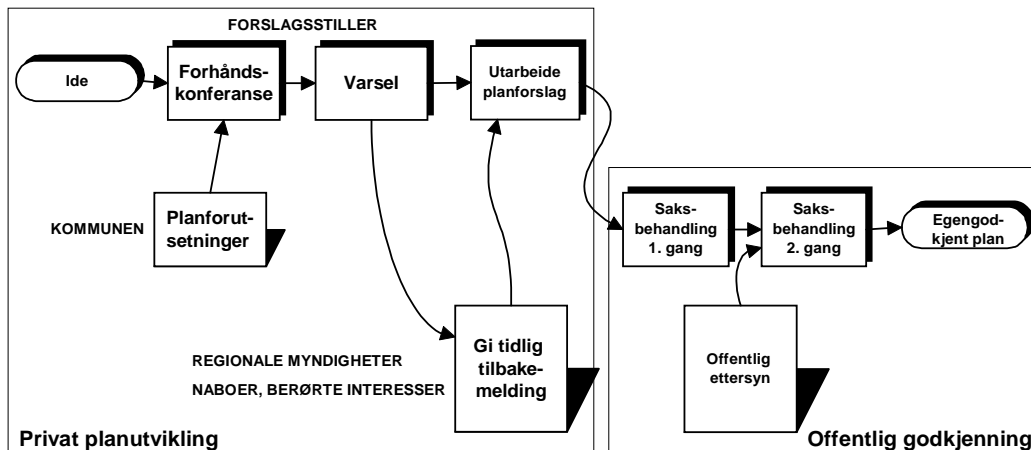 FORSLAGSSTILLER
Ide
Forhånds-
konferanse
Varsel
Utarbeide
planforslag
KOMMUNEN
Planforut-
setninger
REGIONALE MYNDIGHETER
NABOER, BERØRTE INTERESSER
Gi tidlig
tilbake-
melding
Privat planutvikling
Saks-
behandling
1. gang
Saks-
behandling
2. gang
Egengod-
kjent plan
Offentlig
ettersyn
Offentlig godkjenning